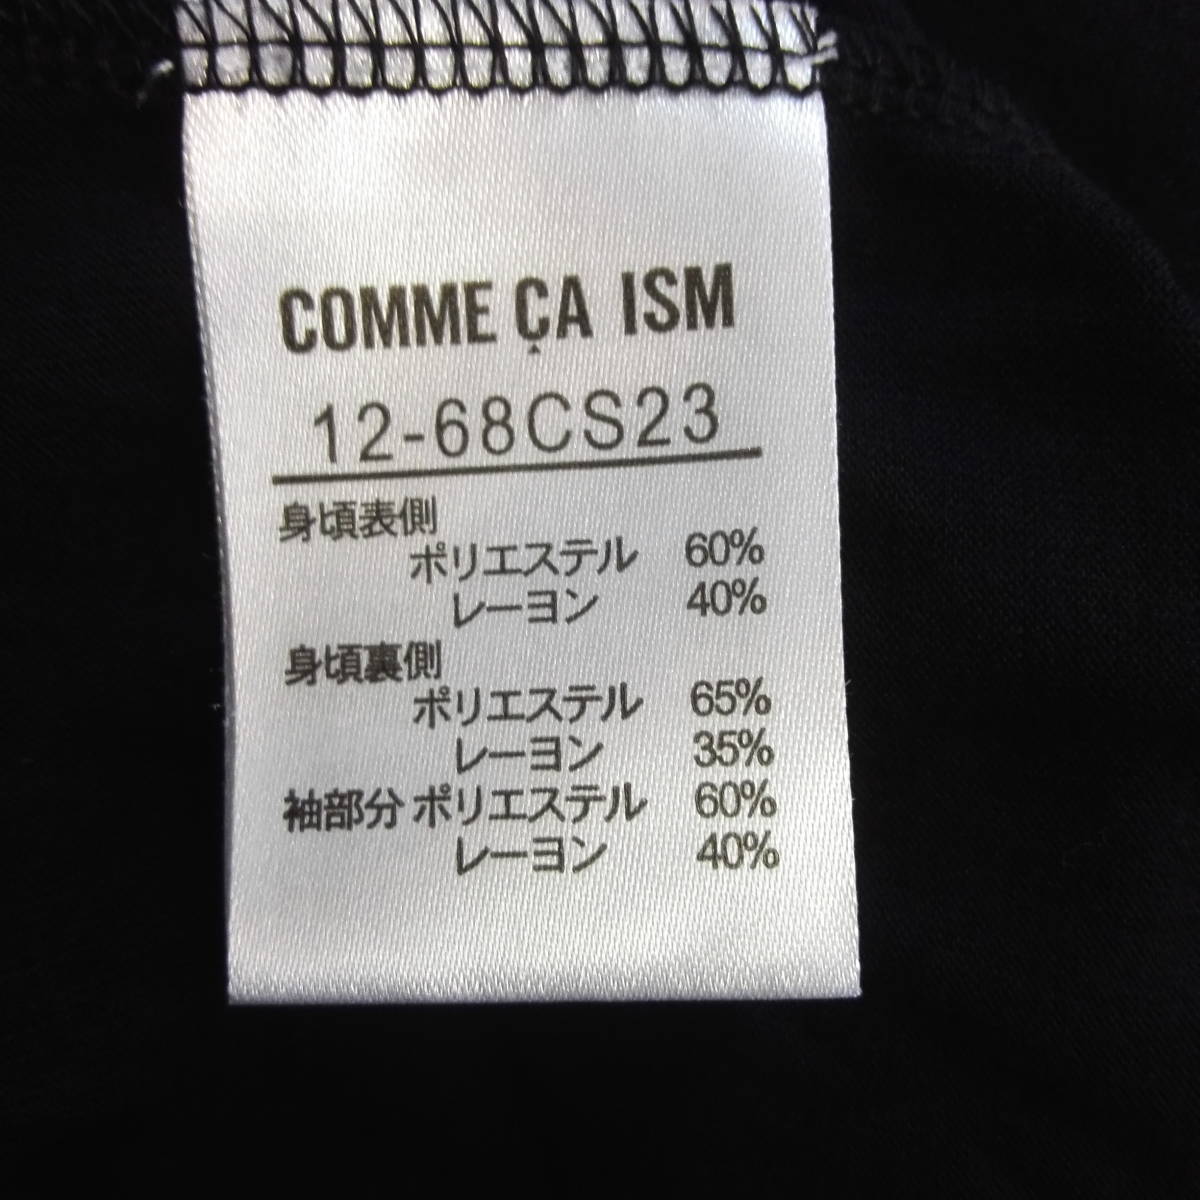 COMME ÇA ISM
12-68CS23
身頃表側
ポリエステル 60%
レーヨン 40%
身頃裏側
ポリエステル 65%
レーヨン 35%
袖部分 ポリエステル 60%
レーヨン 40%